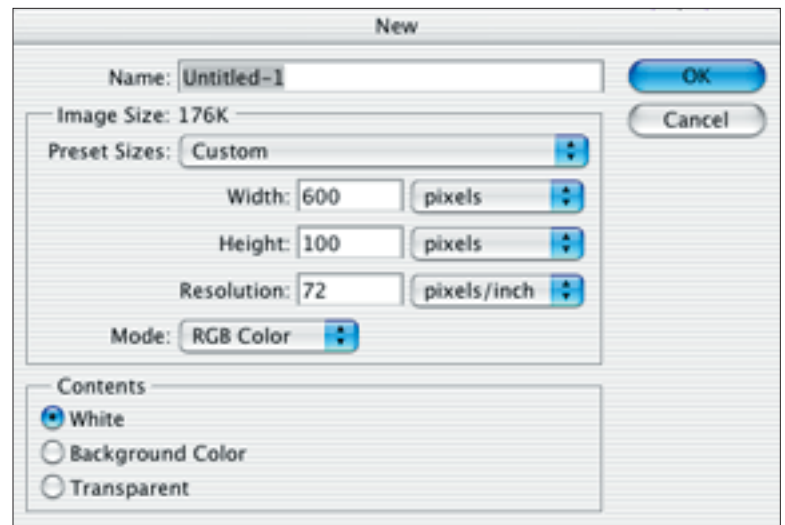 New
Name: Untitled-1
OK
Image Size: 176K
Cancel
Preset Sizes: Custom
Width: 600 pixels
Height: 100 pixels
Resolution: 72 pixels/inch
Mode: RGB Color
Contents
White
Background Color
Transparent